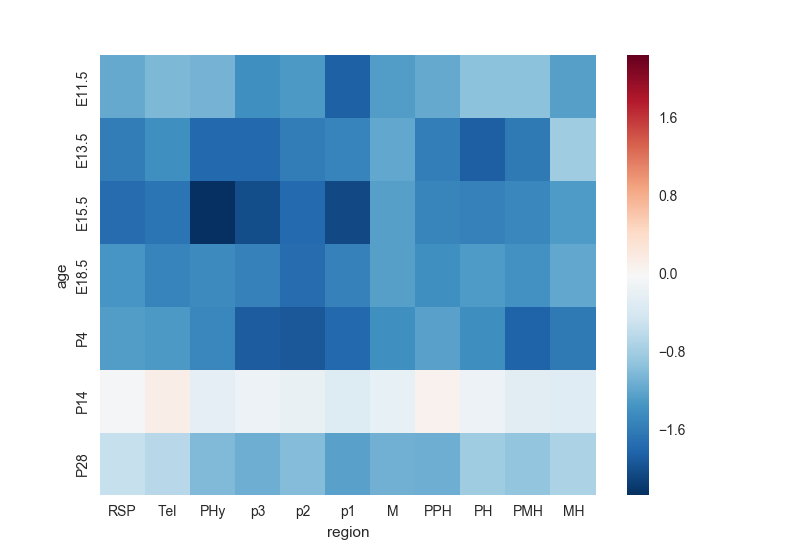 age
E11.5
E13.5
E15.5
E18.5
P4
P14
P28
RSP Tel PHy p3 p2 p1 M PPH PH PMH MH
region
1.6
0.8
0.0
−0.8
−1.6